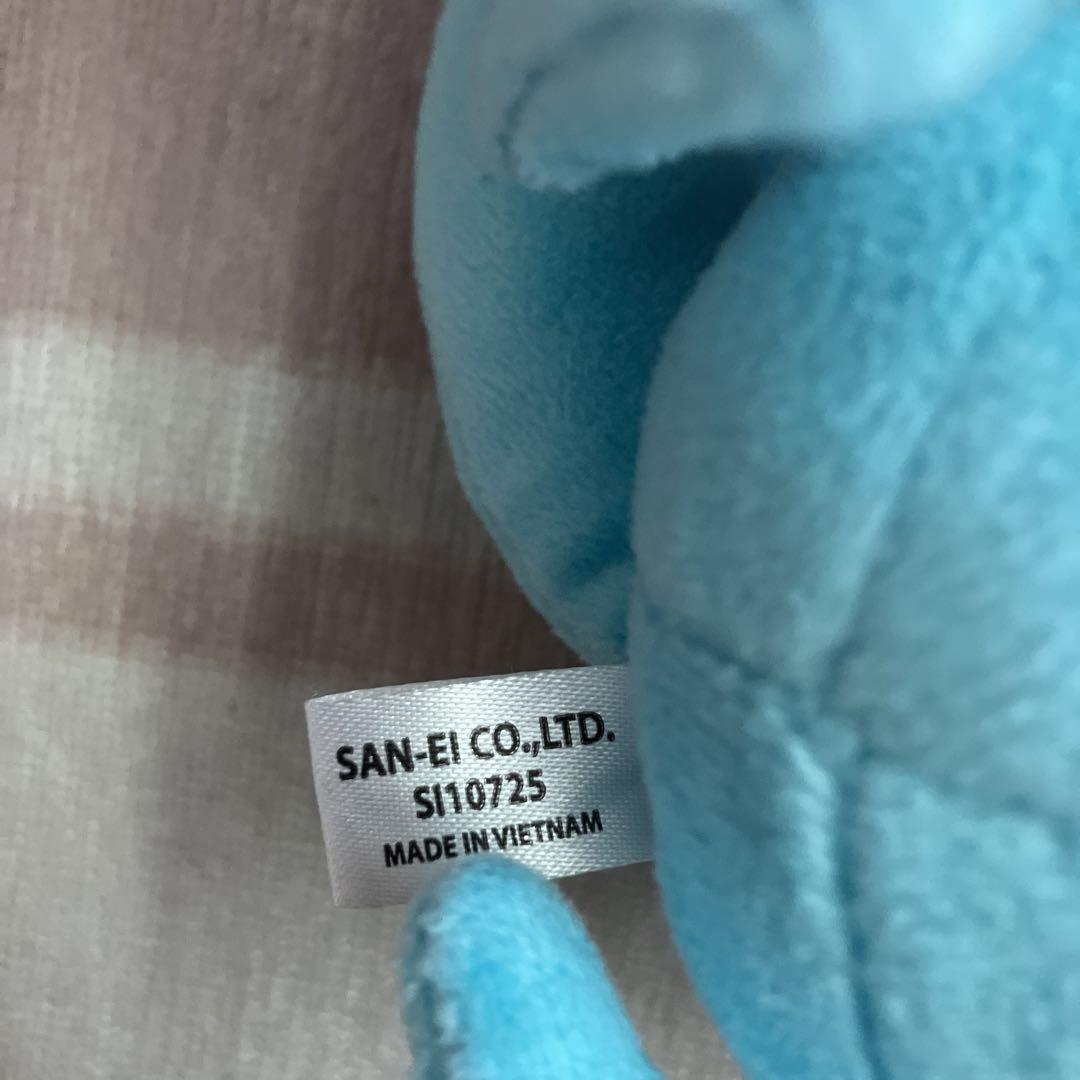 SAN-EI CO.,LTD.
SI10725
MADE IN VIETNAM